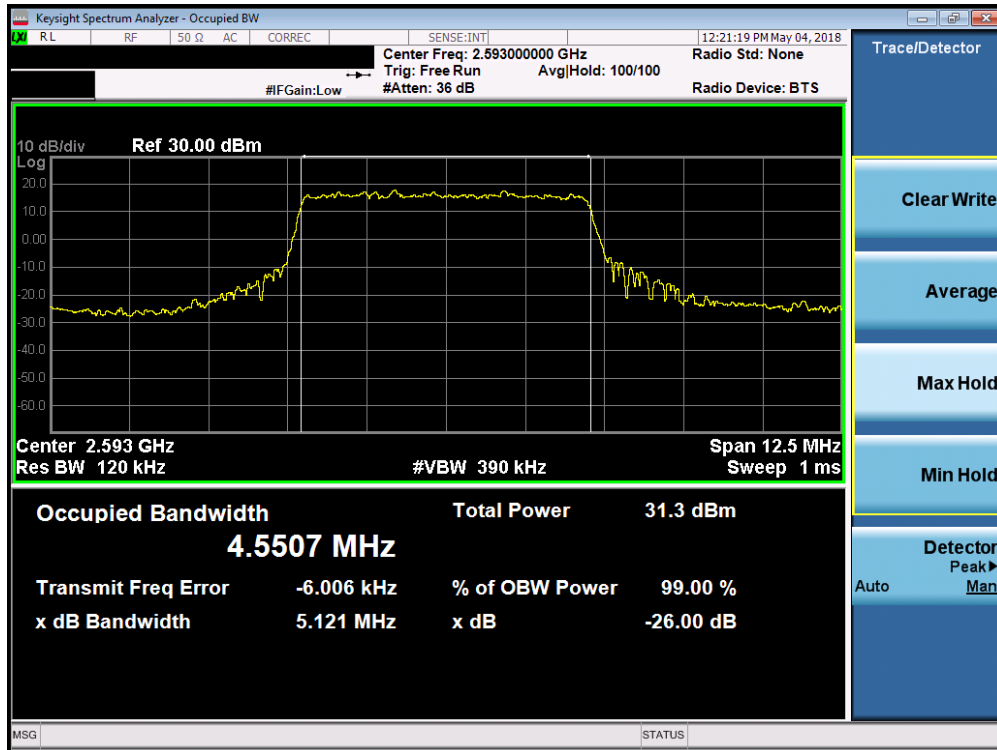 Keysight Spectrum Analyzer - Occupied BW
LXI RL RF 50 Ω AC CORREC SENSE:INT 12:21:19 PM May 04, 2018
Center Freq: 2.593000000 GHz Radio Std: None
Trig: Free Run Avg|Hold: 100/100
#IFGain:Low #Atten: 36 dB Radio Device: BTS
10 dB/div Ref 30.00 dBm
Log
20.0
10.0
0.00
-10.0
-20.0
-30.0
-40.0
-50.0
-60.0
Center 2.593 GHz Span 12.5 MHz
Res BW 120 kHz #VBW 390 kHz Sweep 1 ms
Occupied Bandwidth Total Power 31.3 dBm
4.5507 MHz
Transmit Freq Error -6.006 kHz % of OBW Power 99.00 %
x dB Bandwidth 5.121 MHz x dB -26.00 dB
MSG STATUS
Trace/Detector
Clear Write
Average
Max Hold
Min Hold
Detector
Peak▶
Auto Man